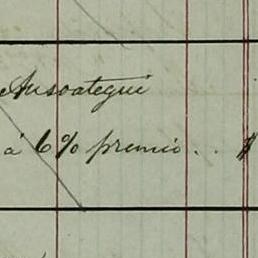 Ansoategui
á 6% premio .. $